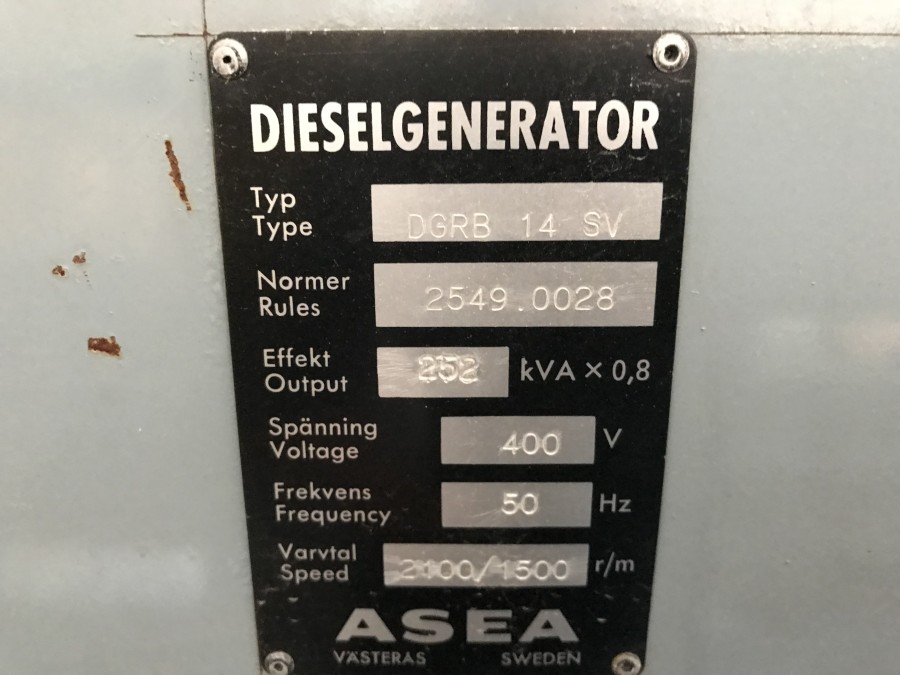 DIESELGENERATOR
Typ
Type DGRB 14 SV
Normer
Rules 2549.0028
Effekt
Output 252 kVA × 0,8
Spänning
Voltage 400 V
Frekvens
Frequency 50 Hz
Varvtal
Speed 2100/1500 r/m
ASEA
VÄSTERAS SWEDEN